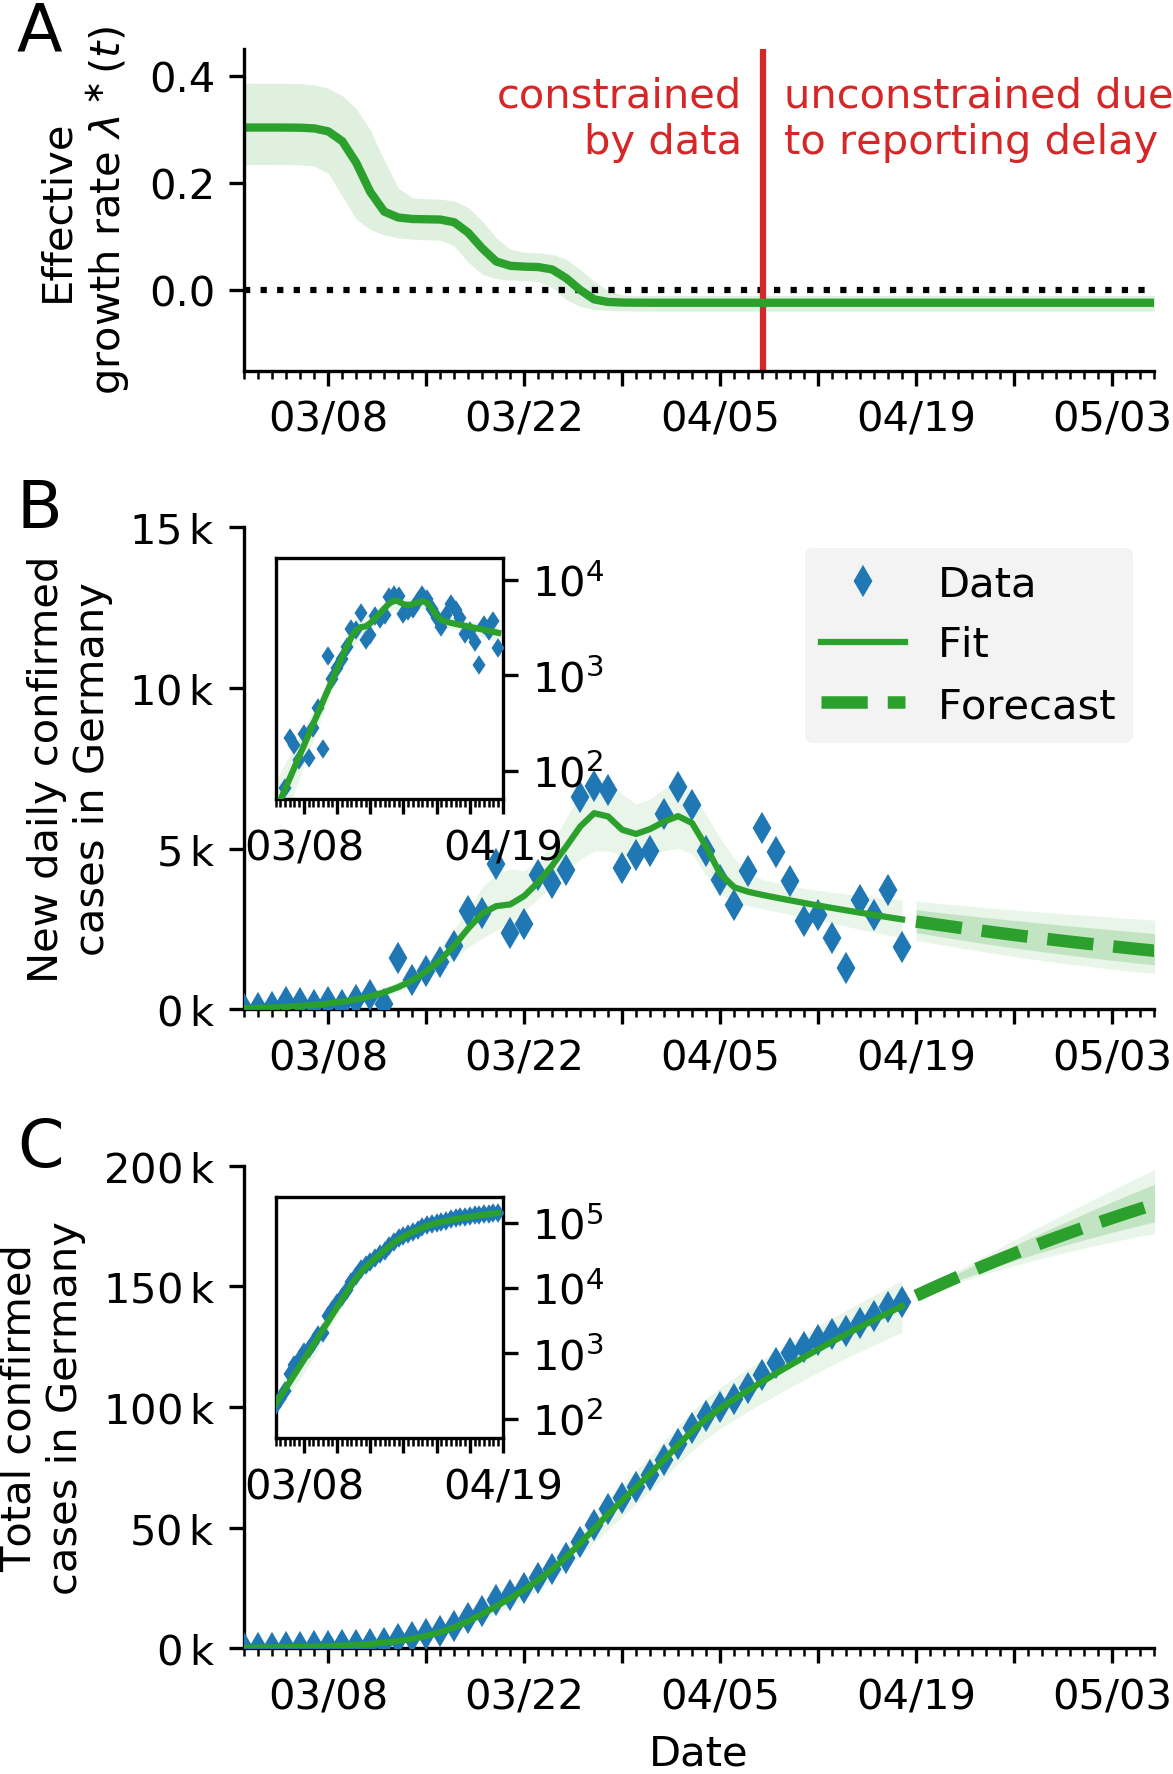 A
Effective
growth rate λ * (t)
0.4
0.2
0.0
constrained
by data
unconstrained due
to reporting delay
03/08
03/22
04/05
04/19
05/03
B
New daily confirmed
cases in Germany
15 k
10 k
5 k
0 k
10⁴
10³
10²
03/08
04/19
Data
Fit
Forecast
03/08
03/22
04/05
04/19
05/03
C
Total confirmed
cases in Germany
200 k
150 k
100 k
50 k
0 k
10⁵
10⁴
10³
10²
03/08
04/19
03/08
03/22
04/05
04/19
05/03
Date